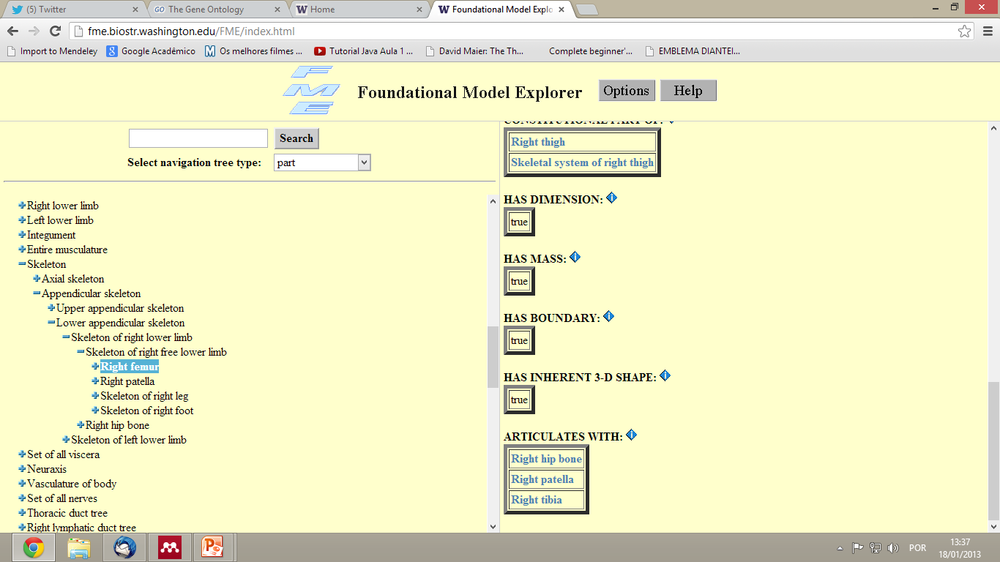 (5) Twitter
GO The Gene Ontology
W Home
W Foundational Model Explo
fme.biostr.washington.edu/FME/index.html
Import to Mendeley
Google Acadêmico
Os melhores filmes ...
Tutorial Java Aula 1 ...
David Maier: The Th...
Complete beginner'...
EMBLEMA DIANTEI...
FME
Foundational Model Explorer
Options
Help
Search
Select navigation tree type:
part
Right lower limb
Left lower limb
Integument
Entire musculature
Skeleton
Axial skeleton
Appendicular skeleton
Upper appendicular skeleton
Lower appendicular skeleton
Skeleton of right lower limb
Skeleton of right free lower limb
Right femur
Right patella
Skeleton of right leg
Skeleton of right foot
Right hip bone
Skeleton of left lower limb
Set of all viscera
Neuraxis
Vasculature of body
Set of all nerves
Thoracic duct tree
Right lymphatic duct tree
CONSTITUTIONAL PART OF:
Right thigh
Skeletal system of right thigh
HAS DIMENSION:
true
HAS MASS:
true
HAS BOUNDARY:
true
HAS INHERENT 3-D SHAPE:
true
ARTICULATES WITH:
Right hip bone
Right patella
Right tibia
POR
13:37
18/01/2013